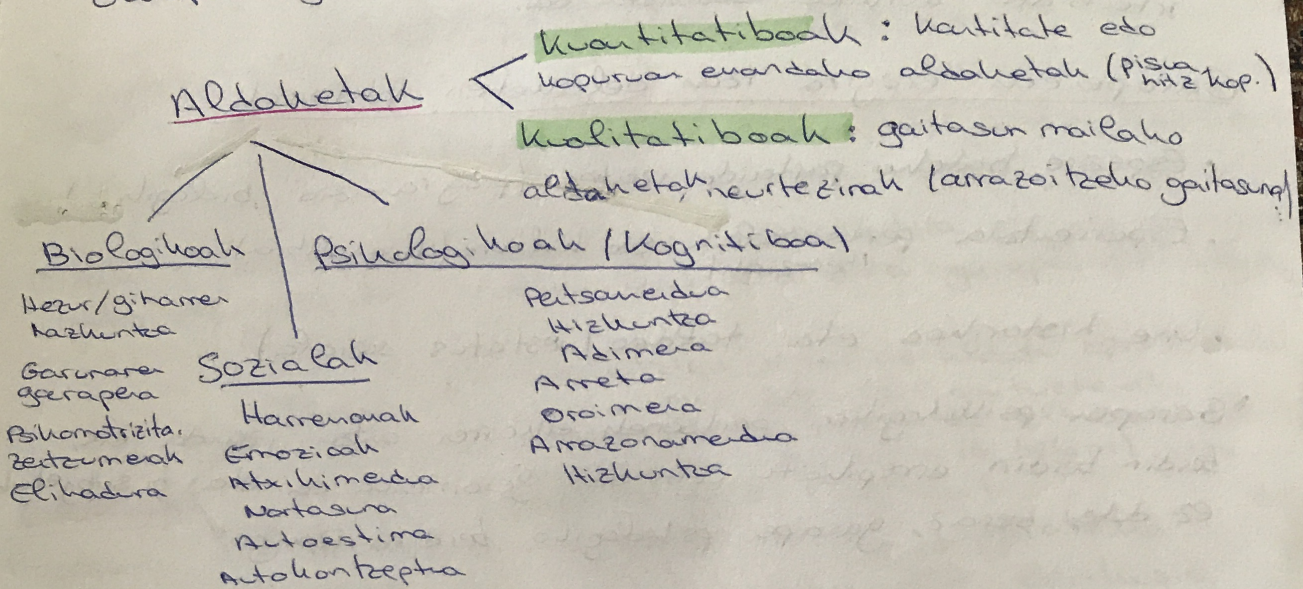 Aldaketak
Kuantitatiboak : kantitate edo
kopuruan emandako aldaketak (pisua,
hitz kop.)
Kualitatiboak : gaitasun mailako
aldaketak, neurtezinak (arrazoitzeko gaitasuna)
Biologikoak
Hezur/giharren
hazkuntza
Garunaren
garapena
Psikomotrizita.
Zentzumenak
Elikadura
Sozialak
Harremanak
Emozioak
Atxikimendua
Nortasuna
Autoestima
Autokontzeptua
Psikologikoak / Kognitiboa)
Pentsamendua
Hizkuntza
Adimena
Arreta
Oroimena
Arrazonamendua
Hizkuntza